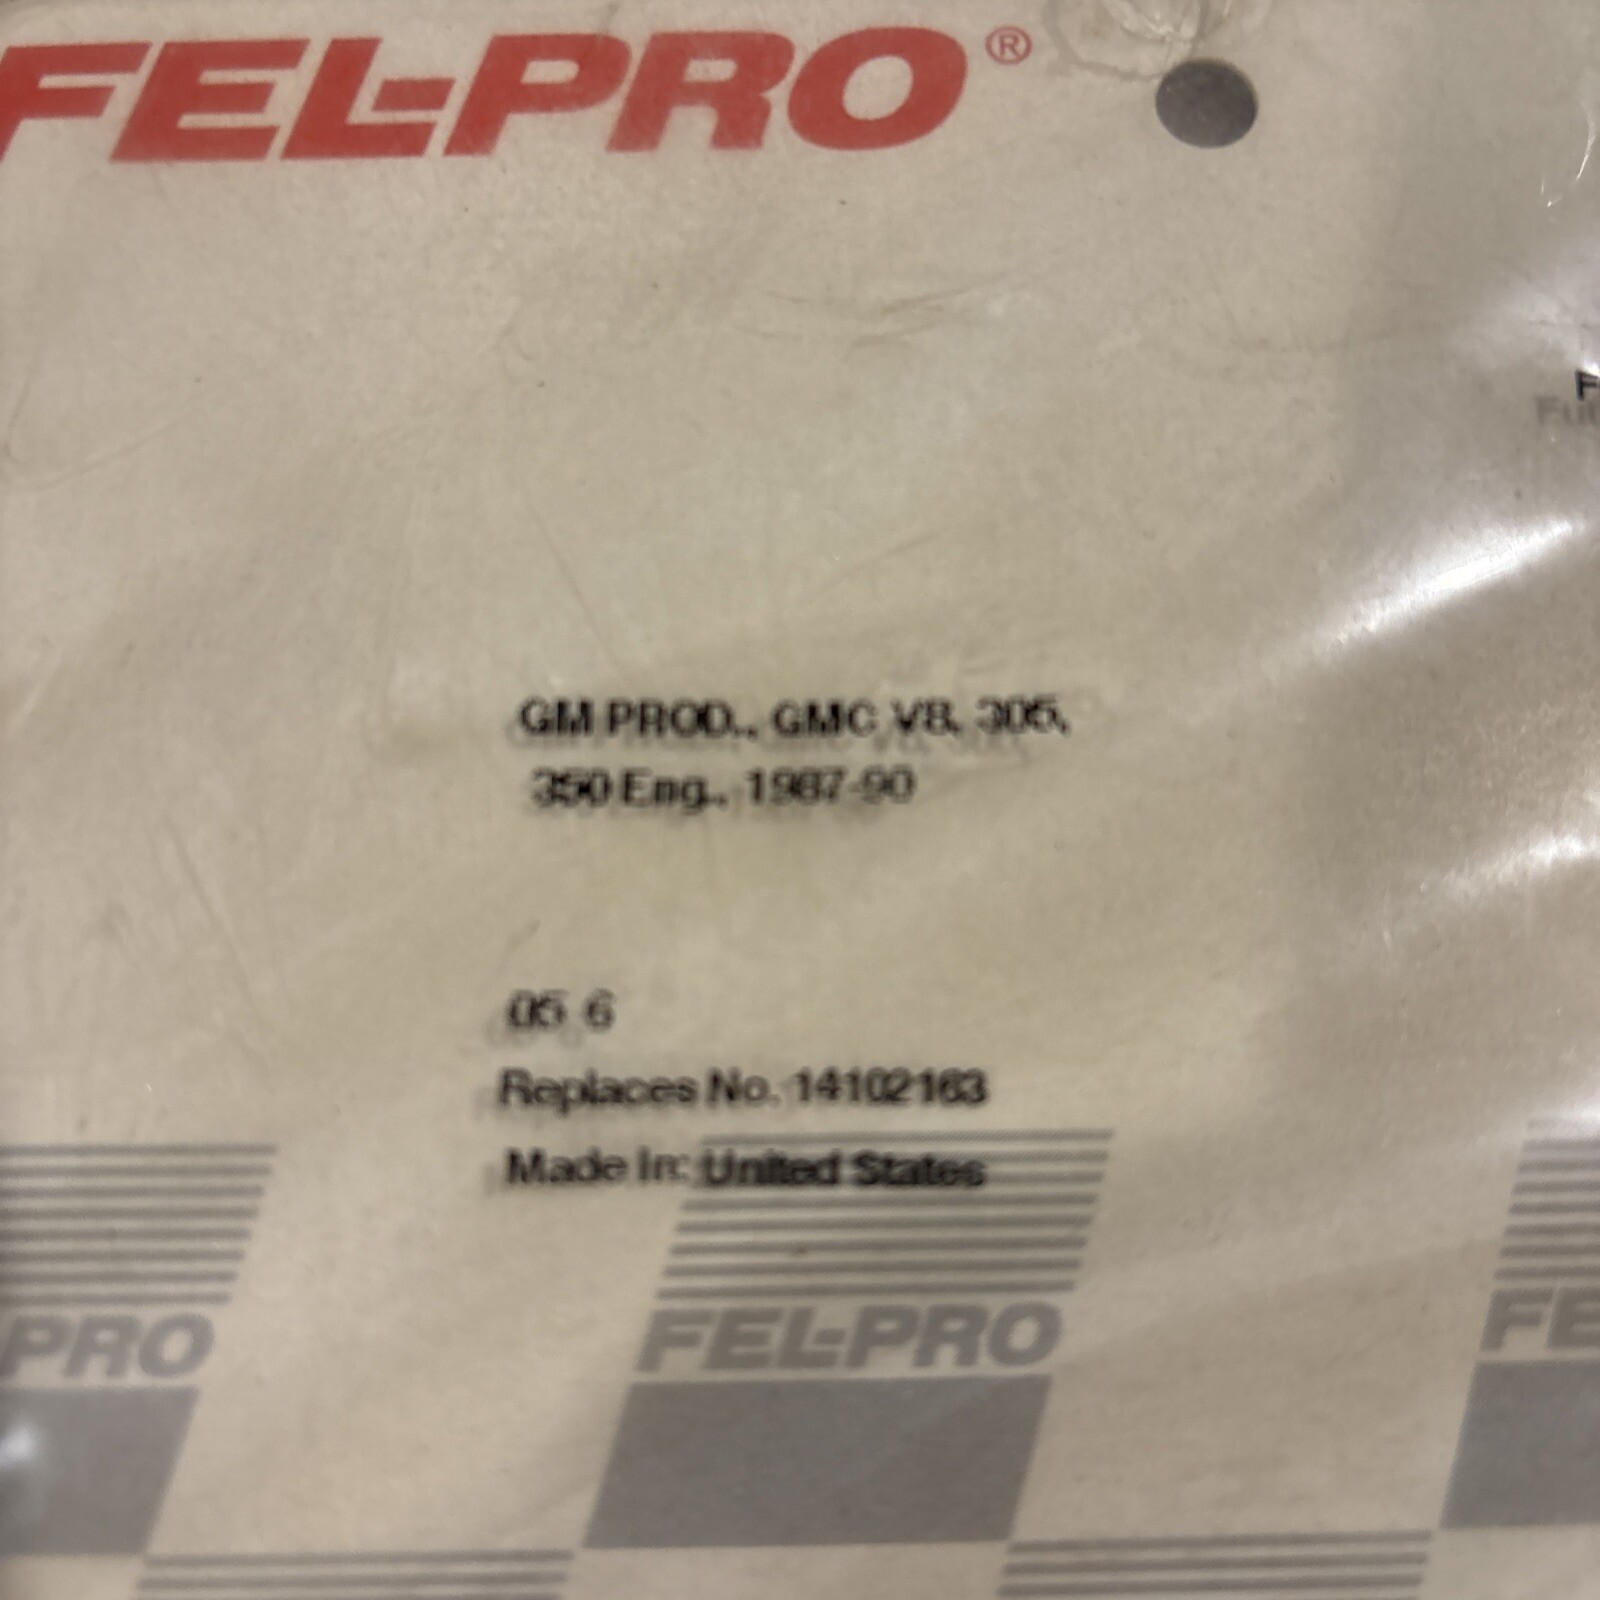 FEL-PRO®
GM PROD., GMC V8, 305,
350 Eng., 1987-90
05 6
Replaces No. 14102163
Made In: United States
PRO FEL-PRO FE